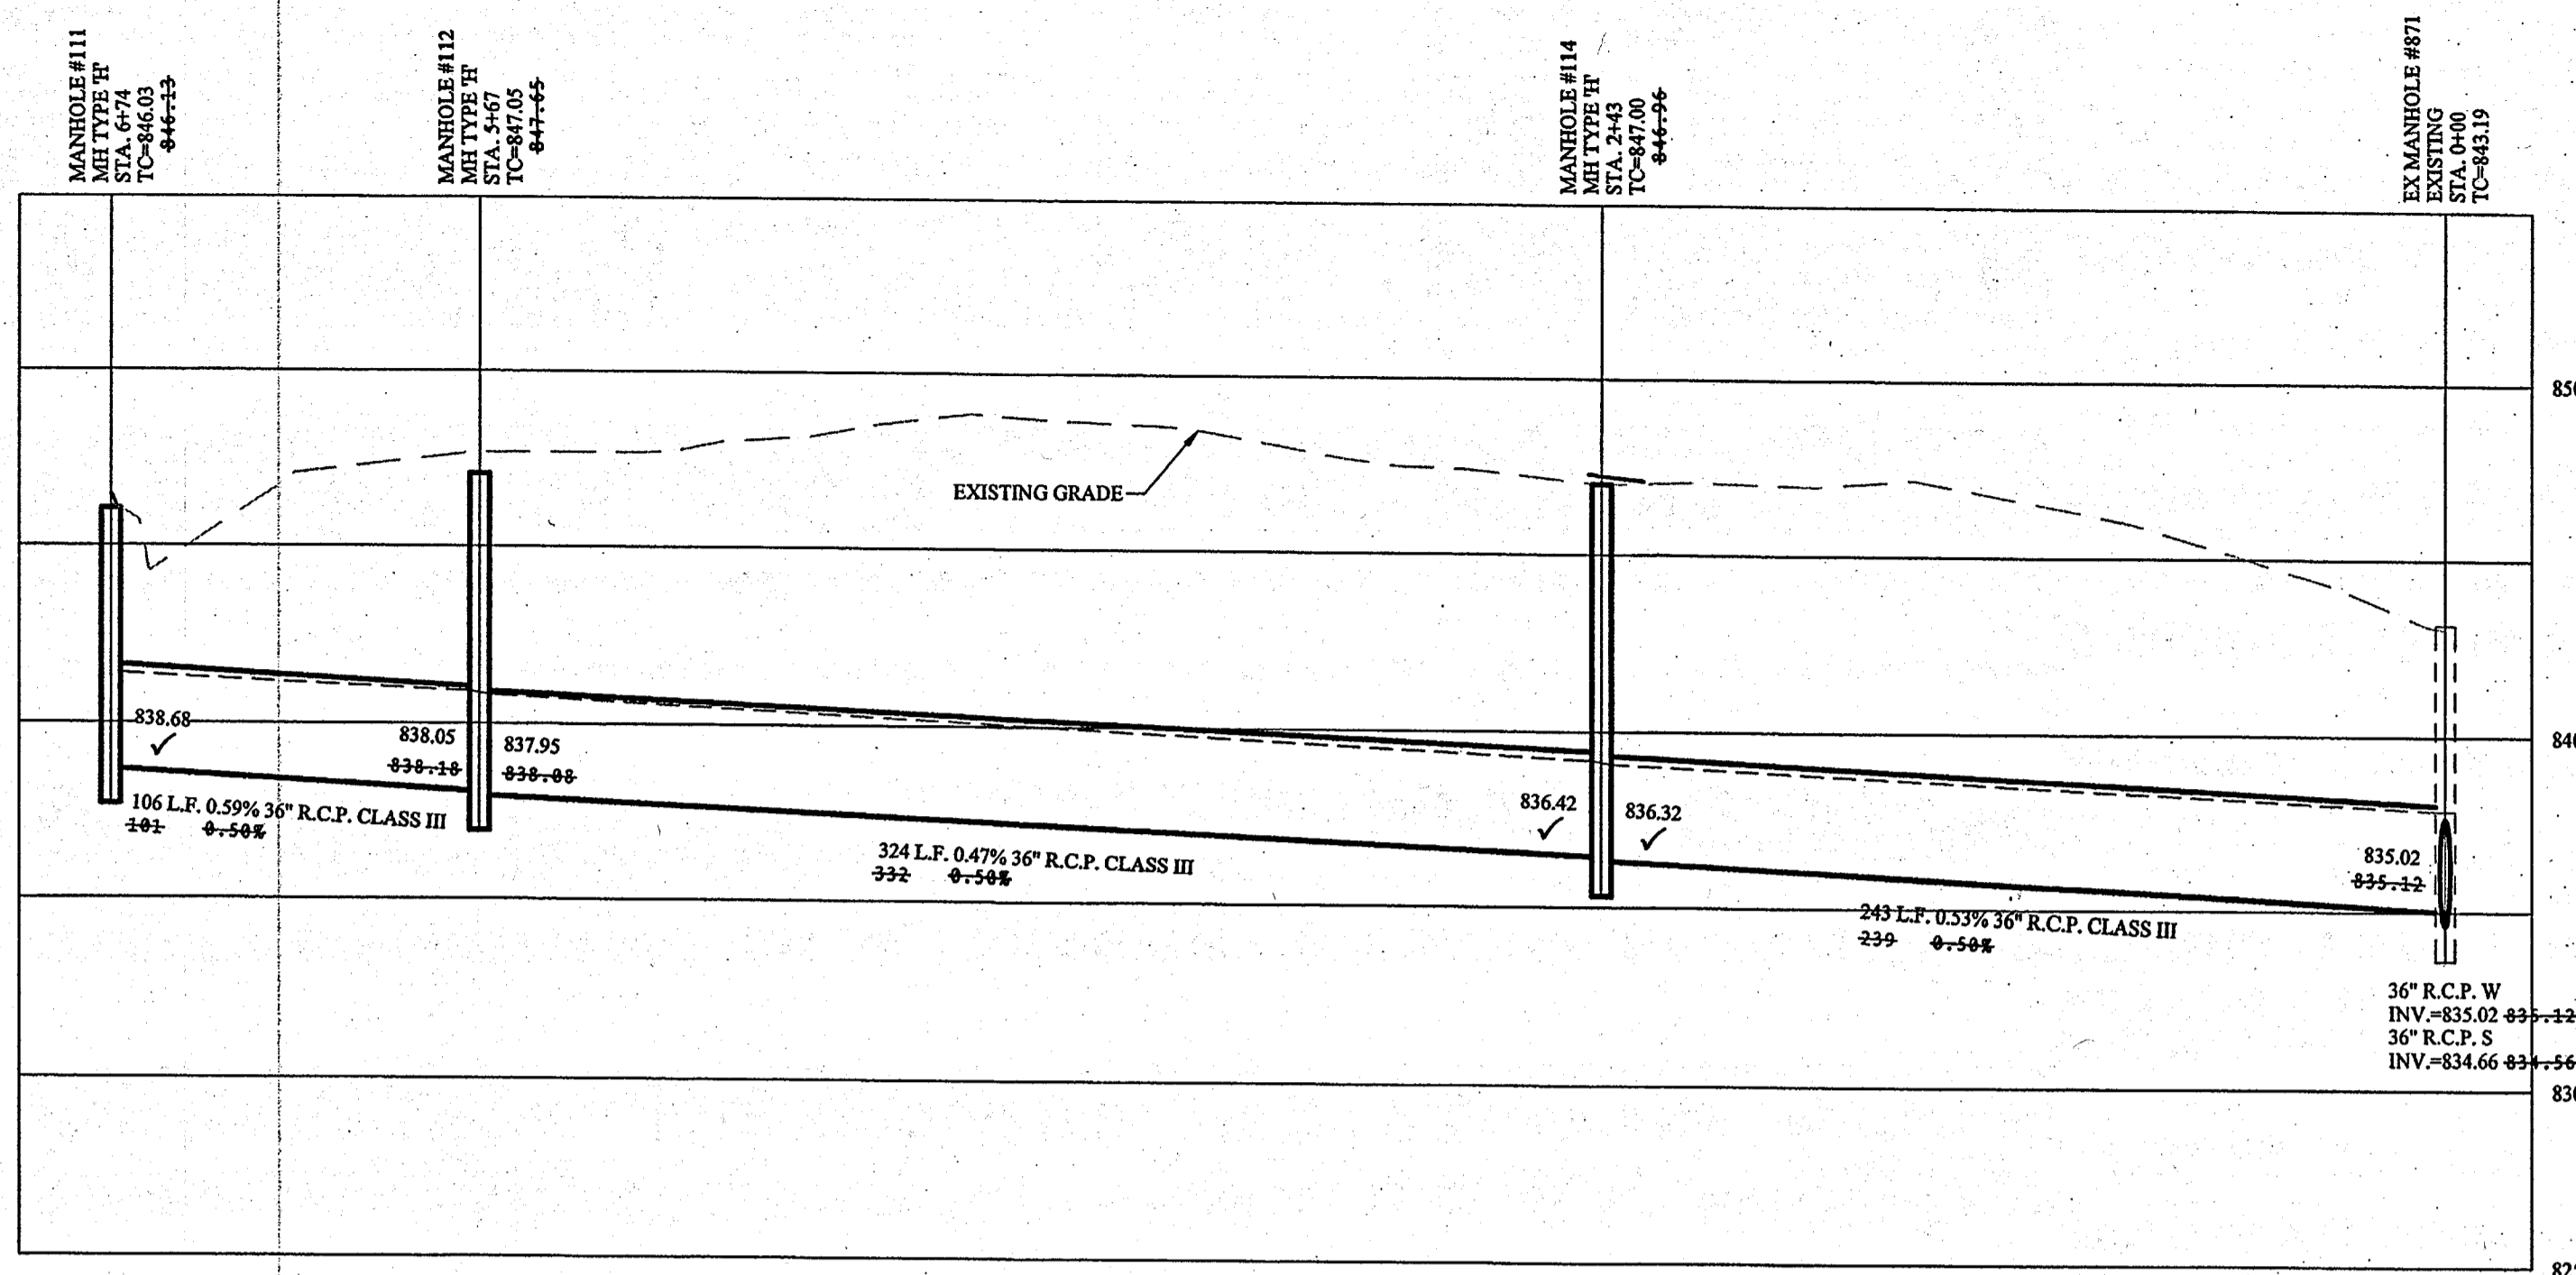 MANHOLE #111
MH TYPE 'H'
STA. 6+74
TC=846.03
846.13
MANHOLE #112
MH TYPE 'H'
STA. 5+67
TC=847.05
847.65
MANHOLE #114
MH TYPE 'H'
STA. 2+43
TC=847.00
846.96
EX MANHOLE #871
EXISTING
STA. 0+00
TC=843.19
EXISTING GRADE
838.68
838.05
838.18
837.95
838.08
106 L.F. 0.59% 36" R.C.P. CLASS III
101 0.50%
324 L.F. 0.47% 36" R.C.P. CLASS III
332 0.50%
836.42
836.32
243 L.F. 0.53% 36" R.C.P. CLASS III
239 0.50%
835.02
835.12
36" R.C.P. W
INV.=835.02 835.12
36" R.C.P. S
INV.=834.66 834.56